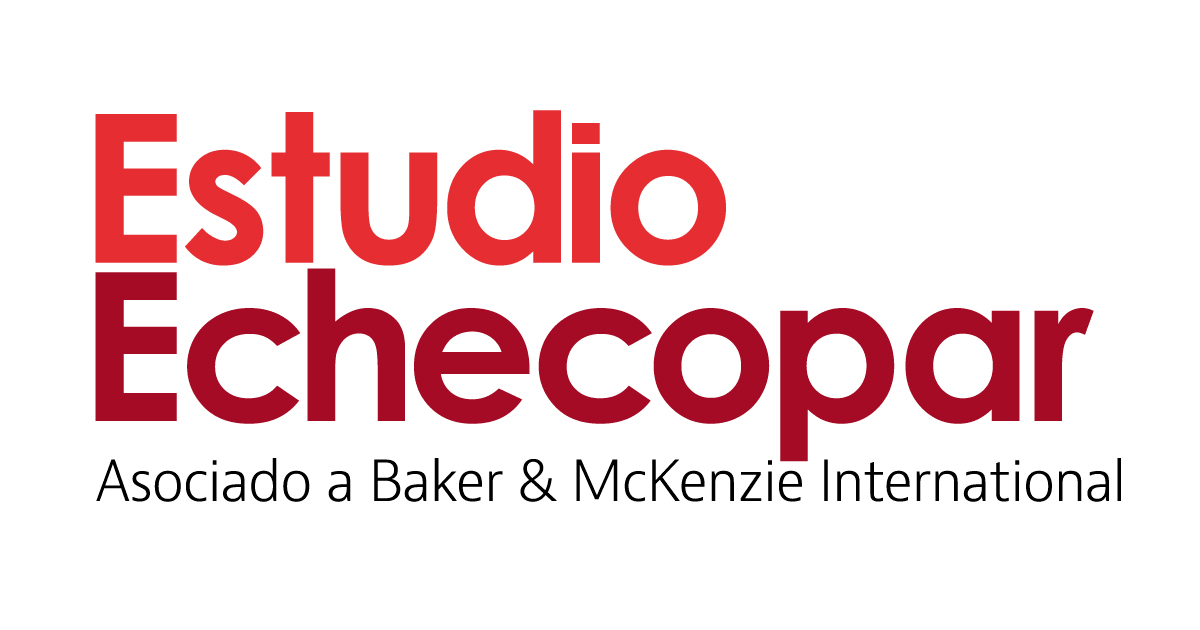 Estudio
Echecopar
Asociado a Baker & McKenzie International